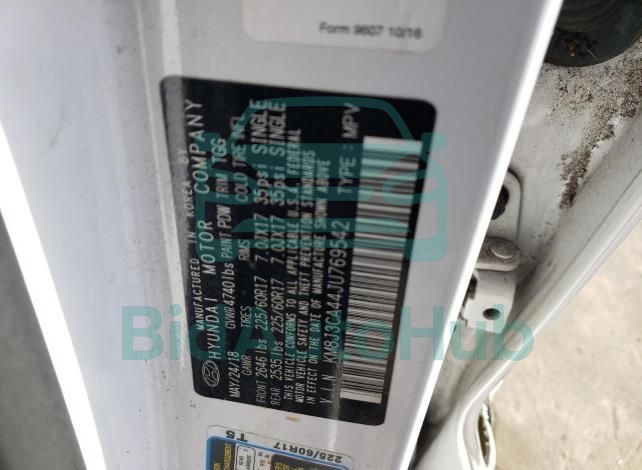 Form 9607 10/16
MANUFACTURED IN KOREA BY
HYUNDAI MOTOR COMPANY
MAY/24/18 GVWR 4740lbs PAINT PDW TRIM TGG
GAWR TIRES RIMS COLD TIRE INFL
FRONT 2646 lbs 225/60R17 7.0JX17 35psi SINGLE
REAR 2535 lbs 225/60R17 7.0JX17 35psi SINGLE
THIS VEHICLE CONFORMS TO ALL APPLICABLE U.S. FEDERAL
MOTOR VEHICLE SAFETY AND THEFT PREVENTION STANDARDS
IN EFFECT ON THE DATE OF MANUFACTURE SHOWN ABOVE
V.I.N. KM8J3CA44JU769542 TYPE : MPV
BidAutoHub
T5
225/60R17